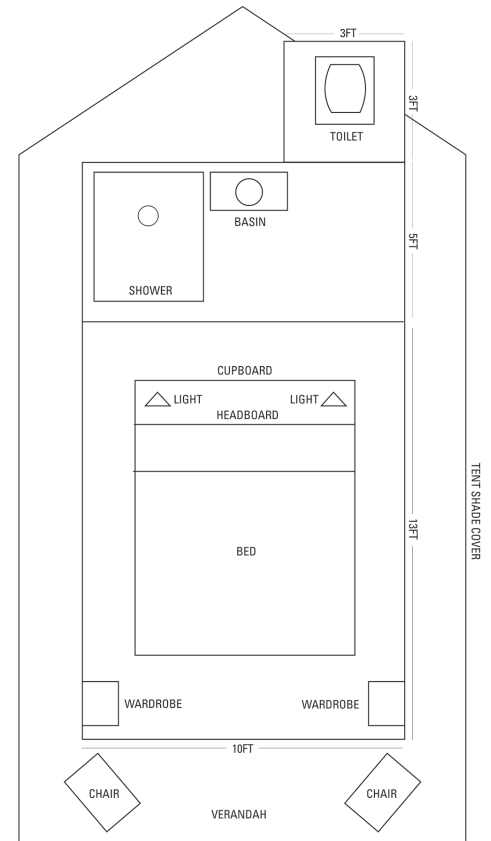 3FT
3FT
TOILET
BASIN
5FT
SHOWER
CUPBOARD
LIGHT LIGHT
HEADBOARD
TENT SHADE COVER
13FT
BED
WARDROBE WARDROBE
10FT
CHAIR CHAIR
VERANDAH